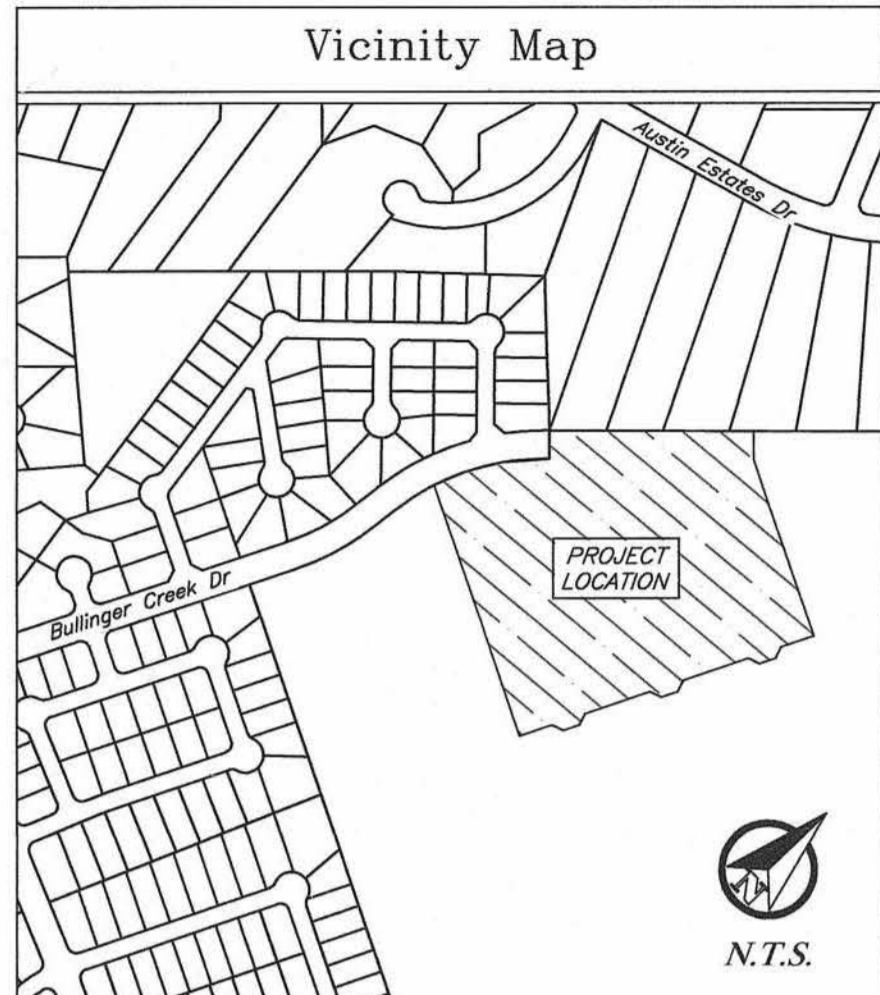 Vicinity Map
Austin Estates Dr
PROJECT
LOCATION
Bullinger Creek Dr
N
N.T.S.